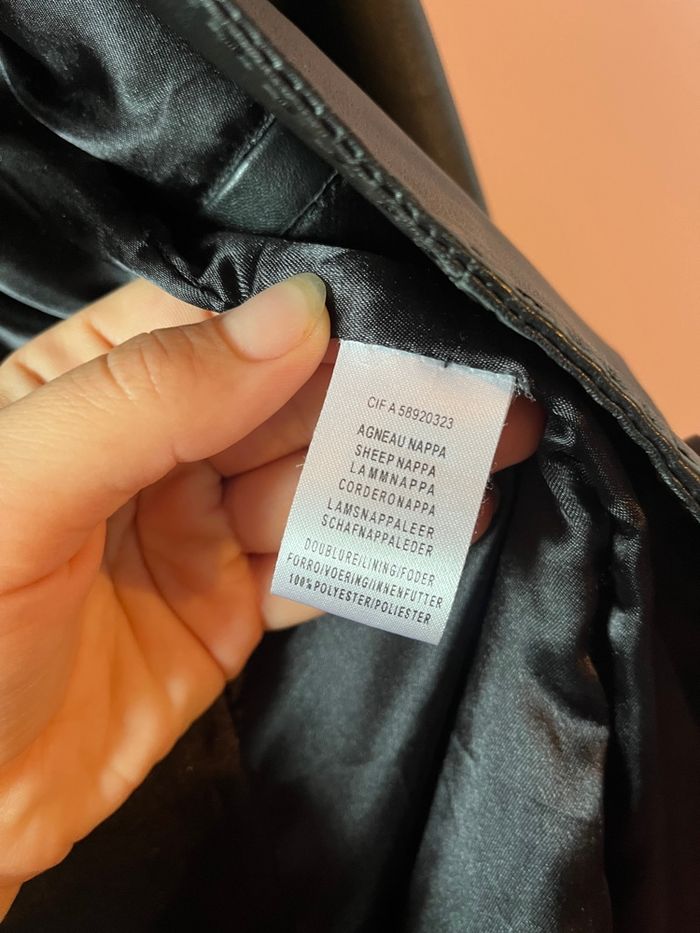 CIF A 58920323
AGNEAU NAPPA
SHEEP NAPPA
LAMMNAPPA
CORDERONAPPA
LAMSNAPPALEER
SCHAFNAPPALEDER
DOUBLURE/LINING/FODER
FORRO/VOERING/INNENFUTTER
100% POLYESTER/POLIESTER